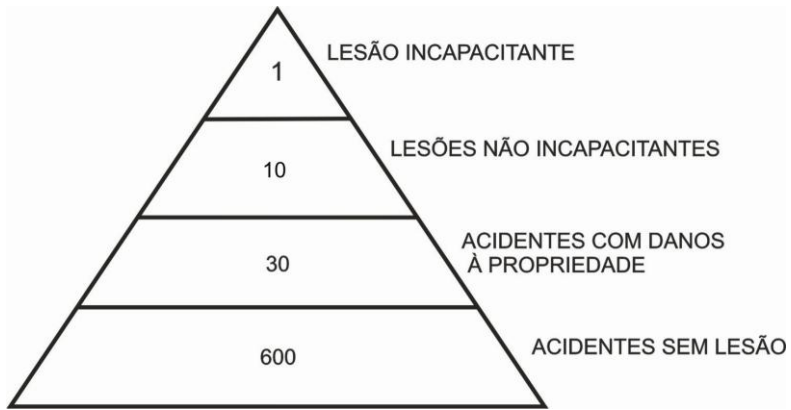 1
LESÃO INCAPACITANTE
10
LESÕES NÃO INCAPACITANTES
30
ACIDENTES COM DANOS
À PROPRIEDADE
600
ACIDENTES SEM LESÃO